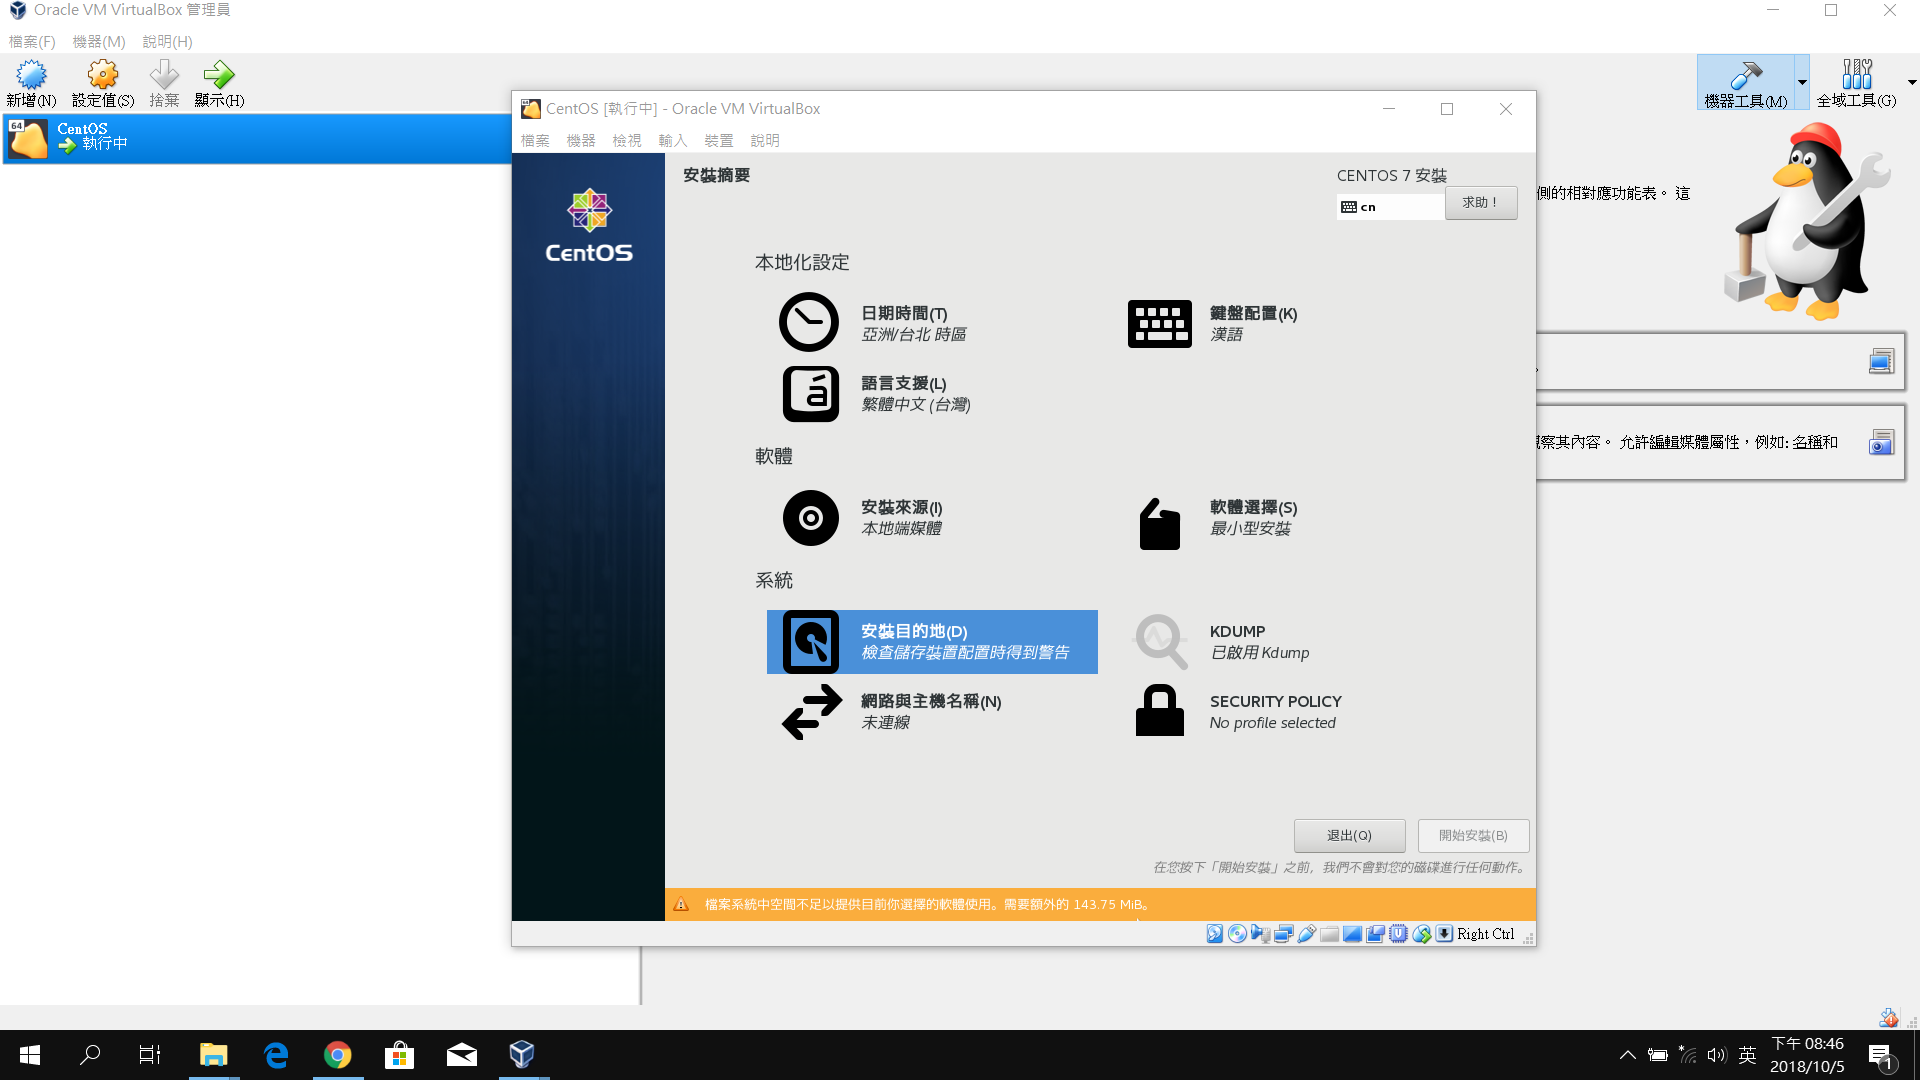 Oracle VM VirtualBox 管理員
檔案(F) 機器(M) 說明(H)
新增(N) 設定值(S) 捨棄 顯示(H)
機器工具(M) 全域工具(G)
64 CentOS
執行中
CentOS [執行中] - Oracle VM VirtualBox
檔案 機器 檢視 輸入 裝置 說明
CentOS
安裝摘要
CENTOS 7 安裝
cn
求助！
側的相對應功能表。 這
本地化設定
日期時間(T)
亞洲/台北 時區
鍵盤配置(K)
漢語
語言支援(L)
繁體中文 (台灣)
察其內容。 允許編輯媒體屬性，例如: 名稱和
軟體
安裝來源(I)
本地端媒體
軟體選擇(S)
最小型安裝
系統
安裝目的地(D)
檢查儲存裝置配置時得到警告
KDUMP
已啟用 Kdump
網路與主機名稱(N)
未連線
SECURITY POLICY
No profile selected
退出(Q) 開始安裝(B)
在您按下「開始安裝」之前，我們不會對您的磁碟進行任何動作。
檔案系統中空間不足以提供目前你選擇的軟體使用。需要額外的 143.75 MiB。
Right Ctrl
英
下午 08:46
2018/10/5
1